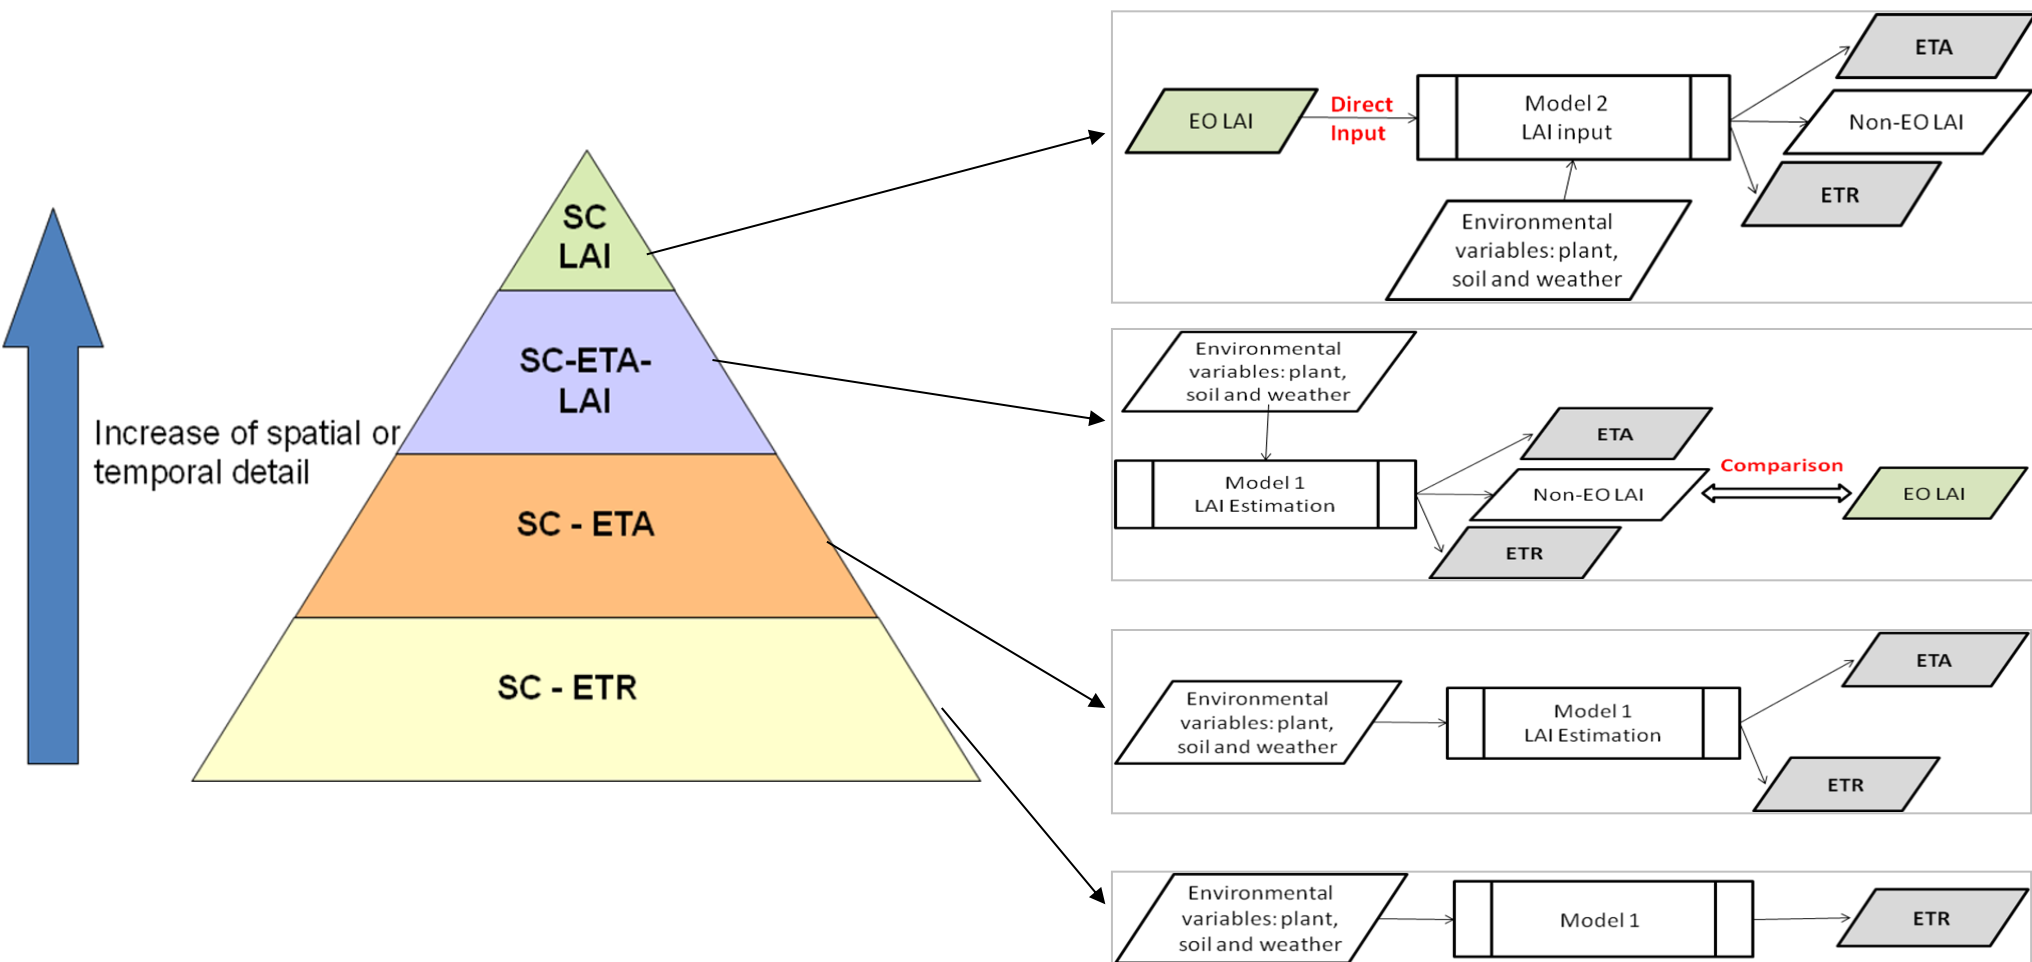 Increase of spatial or
temporal detail
SC
LAI
SC-ETA-
LAI
SC - ETA
SC - ETR
EO LAI
Direct
Input
Model 2
LAI input
Environmental
variables: plant,
soil and weather
ETA
Non-EO LAI
ETR
Environmental
variables: plant,
soil and weather
Model 1
LAI Estimation
ETA
Non-EO LAI
ETR
Comparison
EO LAI
Environmental
variables: plant,
soil and weather
Model 1
LAI Estimation
ETA
ETR
Environmental
variables: plant,
soil and weather
Model 1
ETR